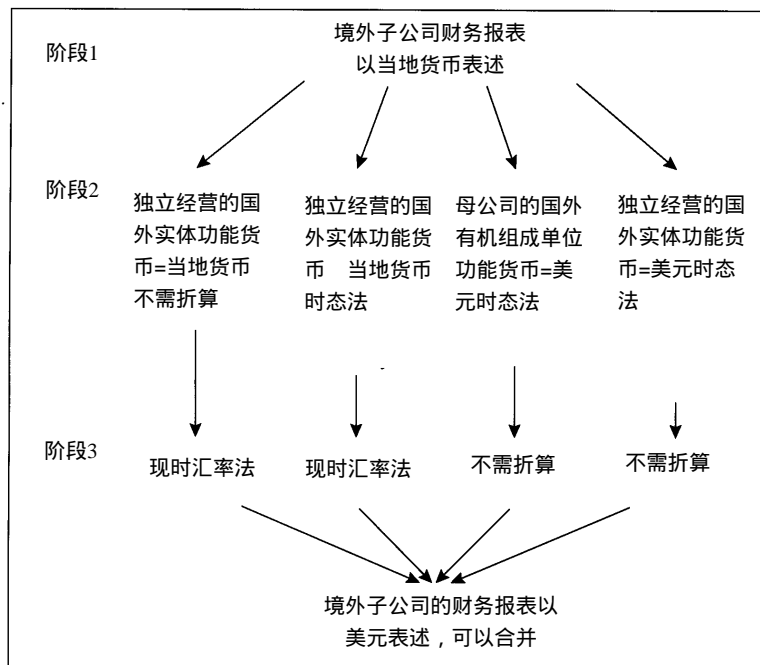 阶段1
境外子公司财务报表
以当地货币表述
阶段2
独立经营的国
外实体功能货
币=当地货币
不需折算
独立经营的国
外实体功能货
币 当地货币
时态法
母公司的国外
有机组成单位
功能货币=美
元时态法
独立经营的国
外实体功能货
币=美元时态
法
阶段3
现时汇率法
现时汇率法
不需折算
不需折算
境外子公司的财务报表以
美元表述，可以合并